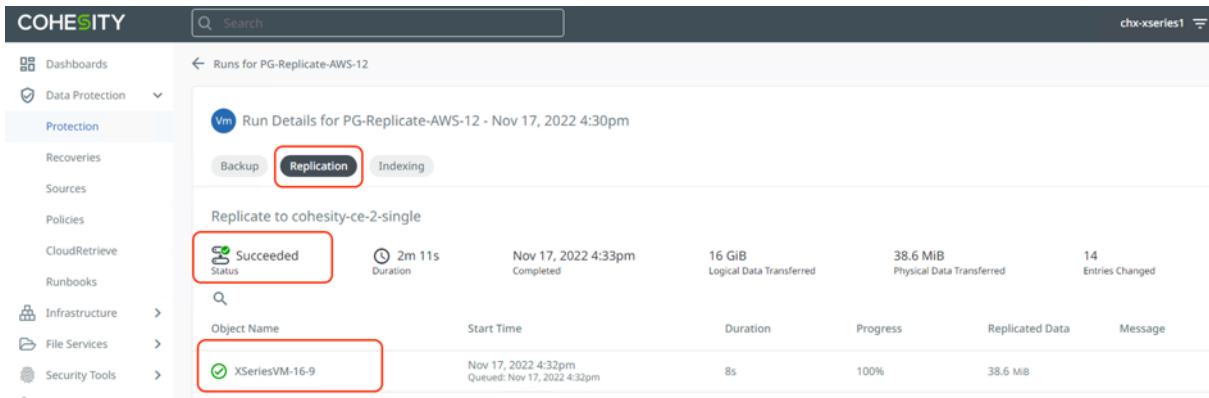 COHESITY
Search
chx-xseries1
Dashboards
Data Protection
Protection
Recoveries
Sources
Policies
CloudRetrieve
Runbooks
Infrastructure
File Services
Security Tools
Runs for PG-Replicate-AWS-12
Vm Run Details for PG-Replicate-AWS-12 - Nov 17, 2022 4:30pm
Backup Replication Indexing
Replicate to cohesity-ce-2-single
Succeeded 2m 11s Nov 17, 2022 4:33pm 16 GiB 38.6 MiB 14
Status Duration Completed Logical Data Transferred Physical Data Transferred Entries Changed
Object Name Start Time Duration Progress Replicated Data Message
XSeriesVM-16-9 Nov 17, 2022 4:32pm 8s 100% 38.6 MiB
Queued: Nov 17, 2022 4:32pm